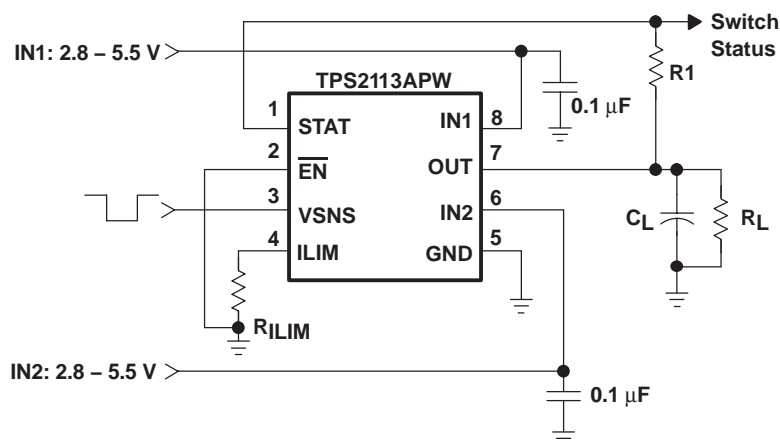 Switch
Status
IN1: 2.8 – 5.5 V
R1
TPS2113APW
0.1 μF
1
STAT
IN1
8
2
EN
OUT
7
3
VSNS
IN2
6
4
ILIM
GND
5
CL
RL
RILIM
IN2: 2.8 – 5.5 V
0.1 μF